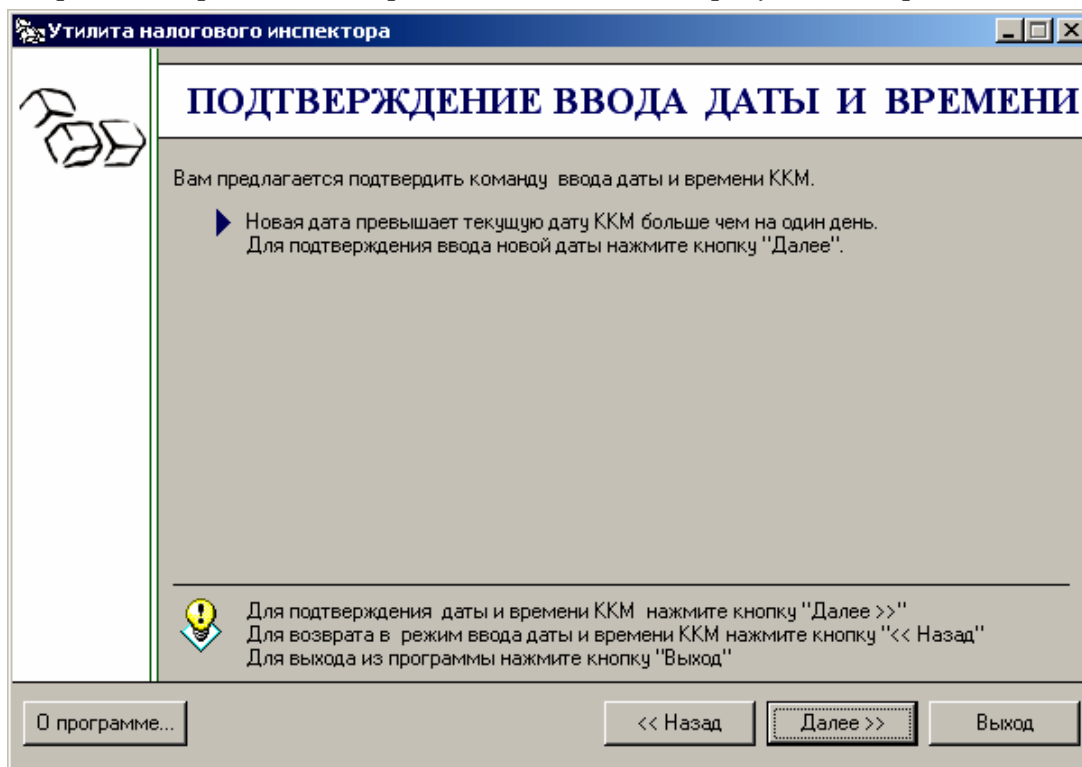 Утилита налогового инспектора
ПОДТВЕРЖДЕНИЕ ВВОДА ДАТЫ И ВРЕМЕНИ
Вам предлагается подтвердить команду ввода даты и времени ККМ.
Новая дата превышает текущую дату ККМ больше чем на один день.
Для подтверждения ввода новой даты нажмите кнопку "Далее".
Для подтверждения даты и времени ККМ нажмите кнопку "Далее >>"
Для возврата в режим ввода даты и времени ККМ нажмите кнопку "<< Назад"
Для выхода из программы нажмите кнопку "Выход"
О программе... << Назад Далее >> Выход